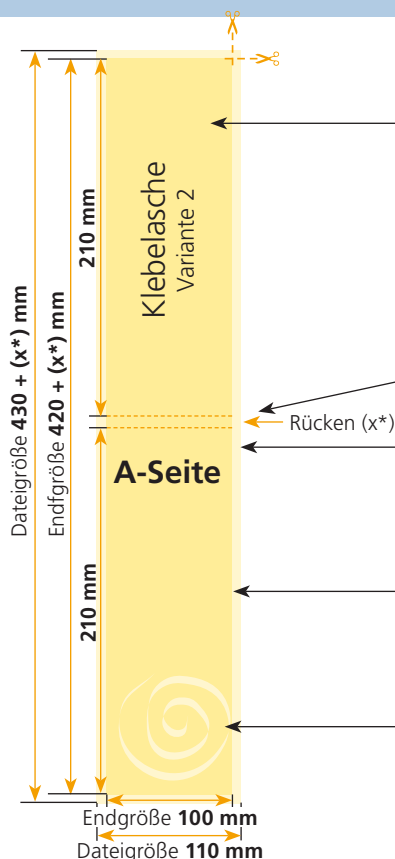 Dateigröße 430 + (x*) mm
Endfgröße 420 + (x*) mm
210 mm
Klebelasche
Variante 2
Rücken (x*)
A-Seite
210 mm
Endgröße 100 mm
Dateigröße 110 mm